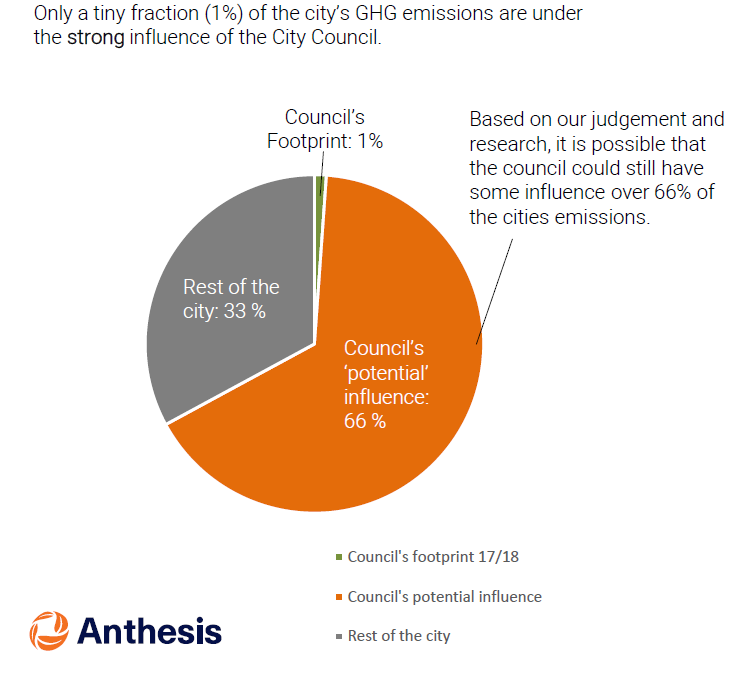 Only a tiny fraction (1%) of the city’s GHG emissions are under
the strong influence of the City Council.
Council’s
Footprint: 1%
Based on our judgement and
research, it is possible that
the council could still have
some influence over 66% of
the cities emissions.
Rest of the
city: 33 %
Council’s
‘potential’
influence:
66 %
Council's footprint 17/18
Council's potential influence
Rest of the city
Anthesis